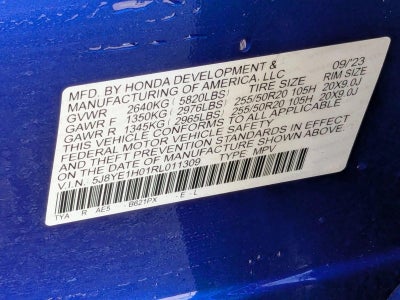 MFD. BY HONDA DEVELOPMENT & 09/23
MANUFACTURING OF AMERICA, LLC
GVWR 2640KG ( 5820LBS) TIRE SIZE RIM SIZE
GAWR F 1350KG ( 2976LBS) 255/50R20 105H 20X9.0J
GAWR R 1345KG ( 2965LBS) 255/50R20 105H 20X9.0J
THIS VEHICLE CONFORMS TO ALL APPLICABLE
FEDERAL MOTOR VEHICLE SAFETY
AND THEFT PREVENTION STANDARDS IN EFFECT
ON THE DATE OF MANUFACTURE SHOWN ABOVE.
V.I.N. 5J8YE1H01RL011309 TYPE: MPV
TYA R AE5 B621PX - E - L